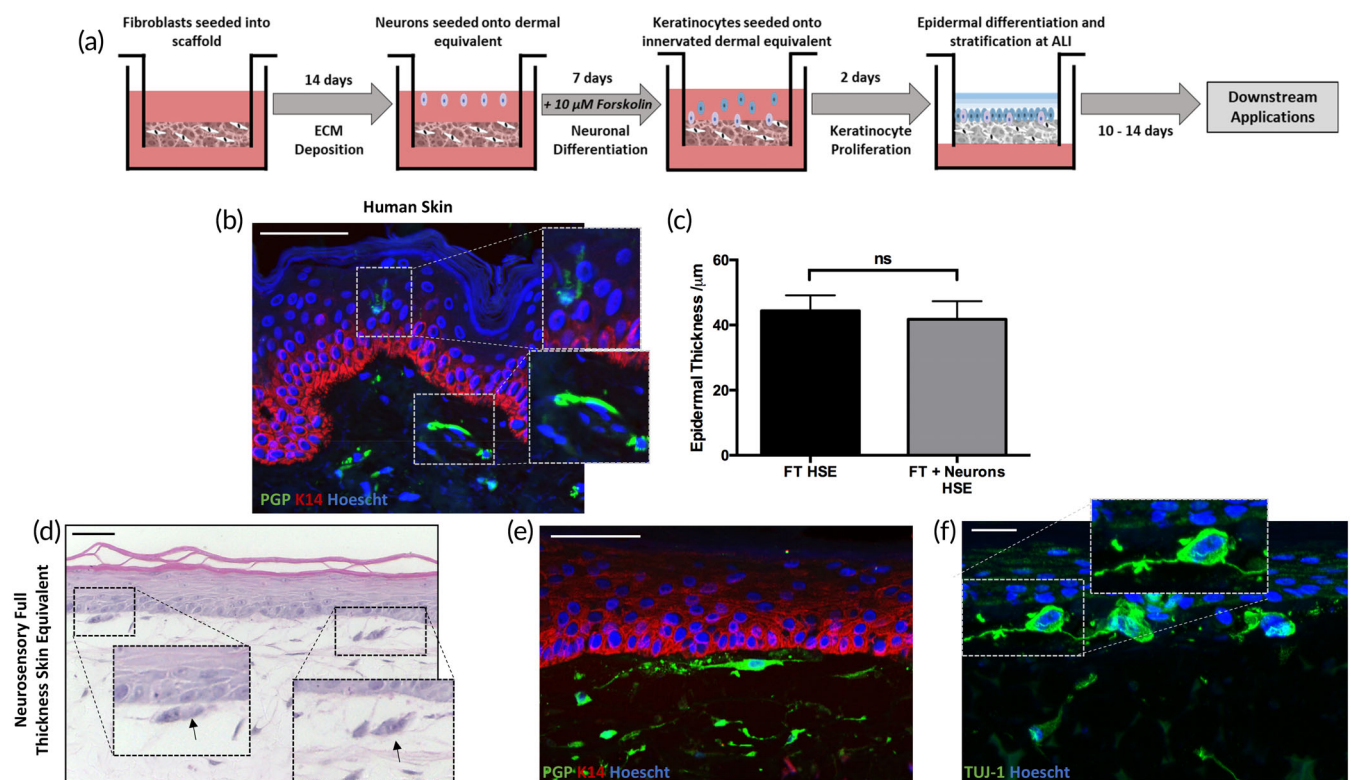 (a)
Fibroblasts seeded into
scaffold
14 days
ECM
Deposition
Neurons seeded onto dermal
equivalent
7 days
+ 10 µM Forskolin
Neuronal
Differentiation
Keratinocytes seeded onto
innervated dermal equivalent
2 days
Keratinocyte
Proliferation
Epidermal differentiation and
stratification at ALI
10 - 14 days
Downstream
Applications
(b)
Human Skin
PGP K14 Hoescht
(c)
Epidermal Thickness /µm
60
40
20
0
ns
FT HSE
FT + Neurons
HSE
Neurosensory Full
Thickness Skin Equivalent
(d)
(e)
PGP K14 Hoescht
(f)
TUJ-1 Hoescht